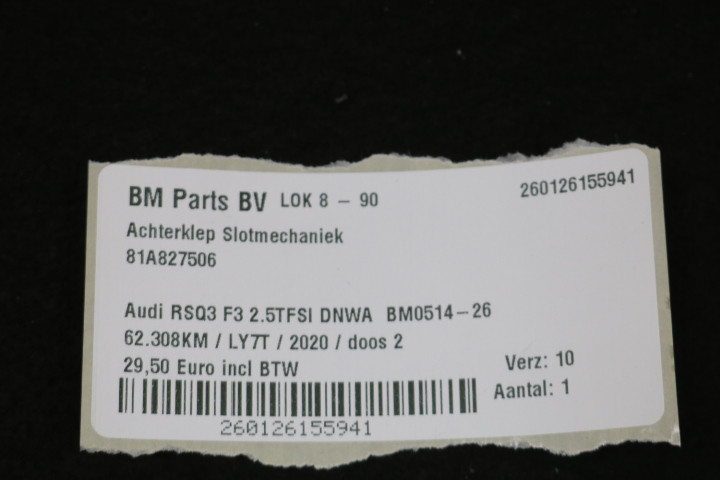 BM Parts BV LOK 8 - 90 260126155941
Achterklep Slotmechaniek
81A827506
Audi RSQ3 F3 2.5TFSI DNWA BM0514-26
62.308KM / LY7T / 2020 / doos 2
29,50 Euro incl BTW Verz: 10
Aantal: 1
260126155941